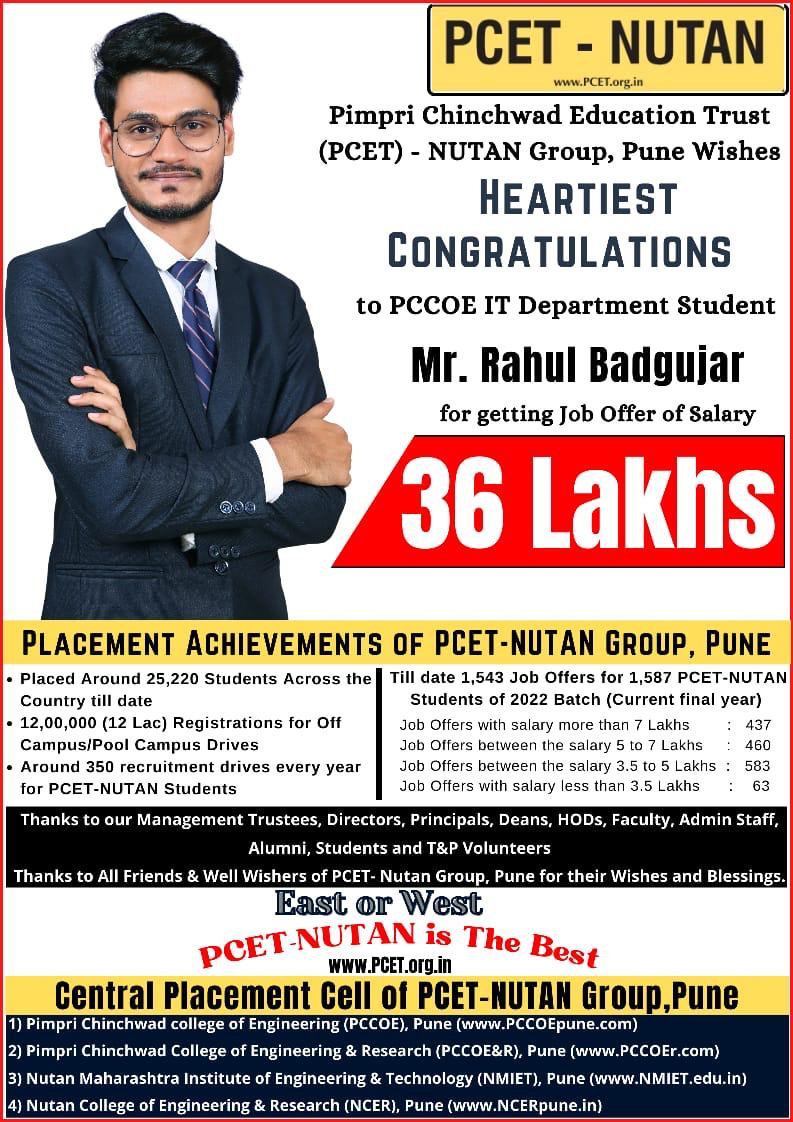 PCET - NUTAN
www.PCET.org.in
Pimpri Chinchwad Education Trust
(PCET) - NUTAN Group, Pune Wishes
HEARTIEST
CONGRATULATIONS
to PCCOE IT Department Student
Mr. Rahul Badgujar
for getting Job Offer of Salary
36 Lakhs
PLACEMENT ACHIEVEMENTS OF PCET-NUTAN GROUP, PUNE
• Placed Around 25,220 Students Across the
Country till date
• 12,00,000 (12 Lac) Registrations for Off
Campus/Pool Campus Drives
• Around 350 recruitment drives every year
for PCET-NUTAN Students
Till date 1,543 Job Offers for 1,587 PCET-NUTAN
Students of 2022 Batch (Current final year)
Job Offers with salary more than 7 Lakhs : 437
Job Offers between the salary 5 to 7 Lakhs : 460
Job Offers between the salary 3.5 to 5 Lakhs : 583
Job Offers with salary less than 3.5 Lakhs : 63
Thanks to our Management Trustees, Directors, Principals, Deans, HODs, Faculty, Admin Staff,
Alumni, Students and T&P Volunteers
Thanks to All Friends & Well Wishers of PCET- Nutan Group, Pune for their Wishes and Blessings.
East or West
PCET-NUTAN is The Best
www.PCET.org.in
Central Placement Cell of PCET-NUTAN Group,Pune
1) Pimpri Chinchwad college of Engineering (PCCOE), Pune (www.PCCOEpune.com)
2) Pimpri Chinchwad College of Engineering & Research (PCCOE&R), Pune (www.PCCOEr.com)
3) Nutan Maharashtra Institute of Engineering & Technology (NMIET), Pune (www.NMIET.edu.in)
4) Nutan College of Engineering & Research (NCER), Pune (www.NCERpune.in)